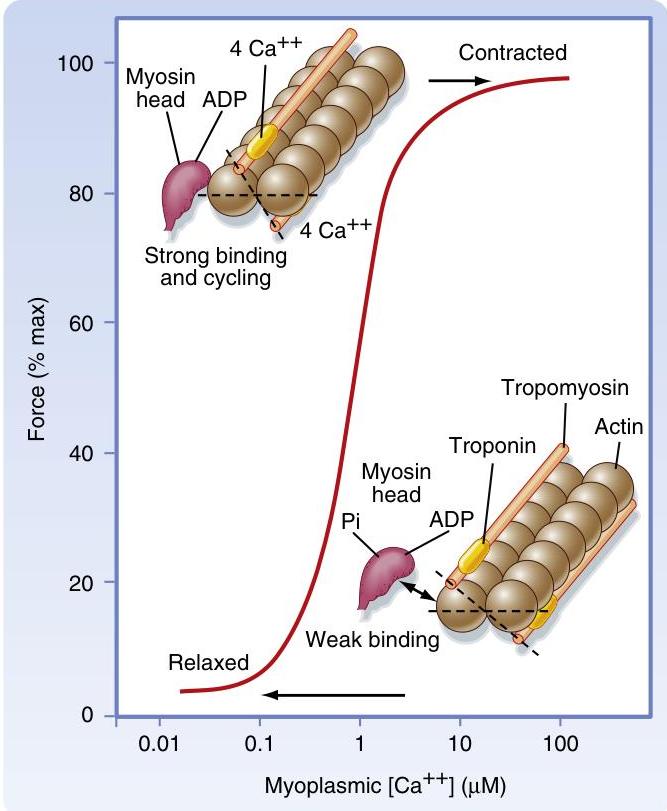 100
80
60
40
20
0
Force (% max)
4 Ca++
Myosin
head
ADP
4 Ca++
Strong binding
and cycling
Contracted
Tropomyosin
Actin
Troponin
Myosin
head
Pi
ADP
Weak binding
Relaxed
0.01
0.1
1
10
100
Myoplasmic [Ca++] (μM)